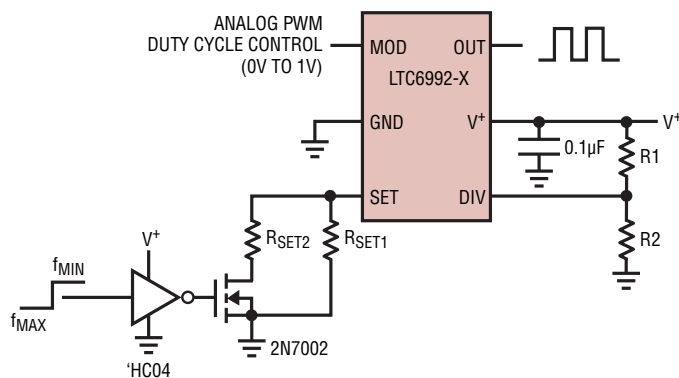 ANALOG PWM
DUTY CYCLE CONTROL
(0V TO 1V)
MOD
OUT
LTC6992-X
GND
V+
V+
0.1µF
R1
SET
DIV
R2
RSET2
RSET1
V+
fMIN
fMAX
2N7002
'HC04